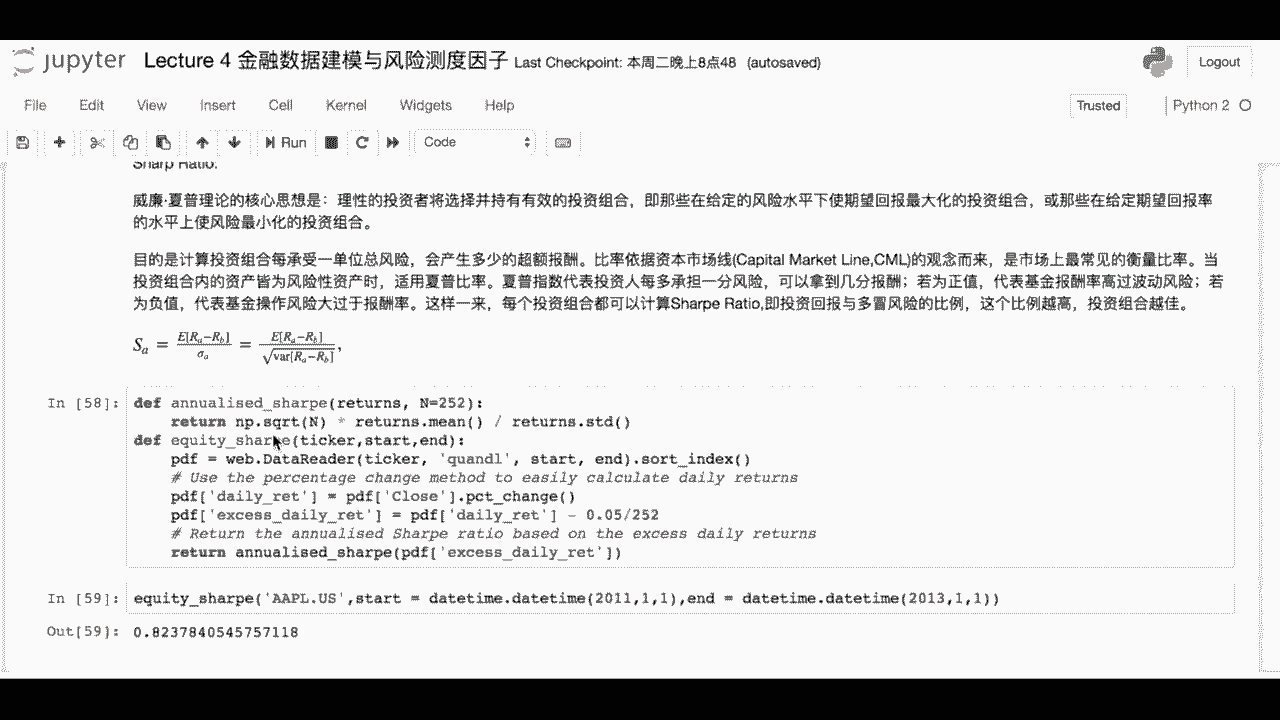 jupyter Lecture 4 金融数据建模与风险测度因子 Last Checkpoint: 本周二晚上8点48 (autosaved) Logout
File Edit View Insert Cell Kernel Widgets Help Trusted Python 2
Run Code
Sharp Ratio:
威廉·夏普理论的核心思想是：理性的投资者将选择并持有有效的投资组合，即那些在给定的风险水平下使期望回报最大化的投资组合，或那些在给定期望回报率
的水平上使风险最小化的投资组合。
目的是计算投资组合每承受一单位总风险，会产生多少的超额报酬。比率依据资本市场线(Capital Market Line,CML)的观念而来，是市场上最常见的衡量比率。当
投资组合内的资产皆为风险性资产时，适用夏普比率。夏普指数代表投资人每多承担一分风险，可以拿到几分报酬；若为正值，代表基金报酬率高过波动风险；若
为负值，代表基金操作风险大过于报酬率。这样一来，每个投资组合都可以计算Sharpe Ratio,即投资回报与多冒风险的比例，这个比例越高，投资组合越佳。
S_a = E[R_a−R_b] / σ_a = E[R_a−R_b] / √var[R_a−R_b],
In [58]: def annualised_sharpe(returns, N=252):
return np.sqrt(N) * returns.mean() / returns.std()
def equity_sharpe(ticker,start,end):
pdf = web.DataReader(ticker, 'quandl', start, end).sort_index()
# Use the percentage change method to easily calculate daily returns
pdf['daily_ret'] = pdf['Close'].pct_change()
pdf['excess_daily_ret'] = pdf['daily_ret'] - 0.05/252
# Return the annualised Sharpe ratio based on the excess daily returns
return annualised_sharpe(pdf['excess_daily_ret'])
In [59]: equity_sharpe('AAPL.US',start = datetime.datetime(2011,1,1),end = datetime.datetime(2013,1,1))
Out[59]: 0.8237840545757118